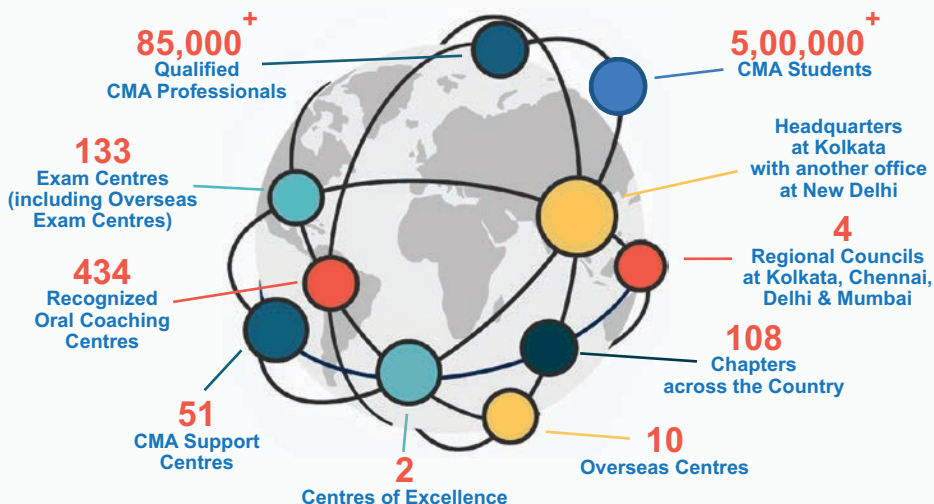 85,000+
Qualified
CMA Professionals
5,00,000+
CMA Students
Headquarters
at Kolkata
with another office
at New Delhi
133
Exam Centres
(including Overseas
Exam Centres)
4
Regional Councils
at Kolkata, Chennai,
Delhi & Mumbai
434
Recognized
Oral Coaching
Centres
108
Chapters
across the Country
51
CMA Support
Centres
10
Overseas Centres
2
Centres of Excellence